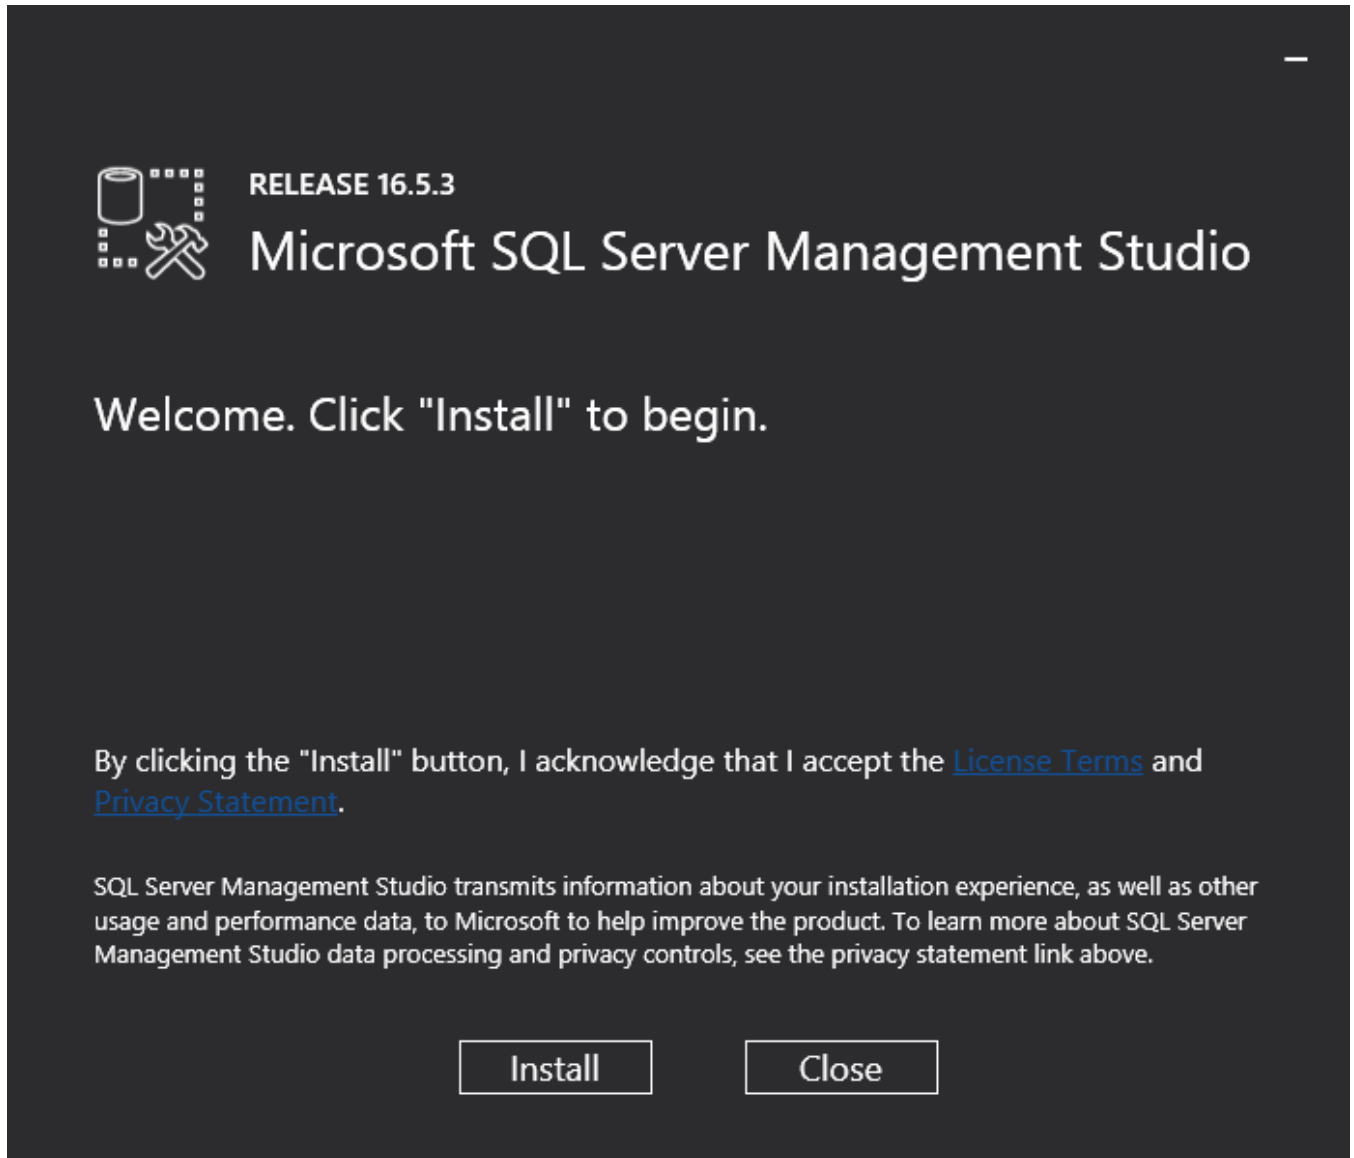 RELEASE 16.5.3
Microsoft SQL Server Management Studio
Welcome. Click "Install" to begin.
By clicking the "Install" button, I acknowledge that I accept the License Terms and
Privacy Statement.
SQL Server Management Studio transmits information about your installation experience, as well as other
usage and performance data, to Microsoft to help improve the product. To learn more about SQL Server
Management Studio data processing and privacy controls, see the privacy statement link above.
Install
Close